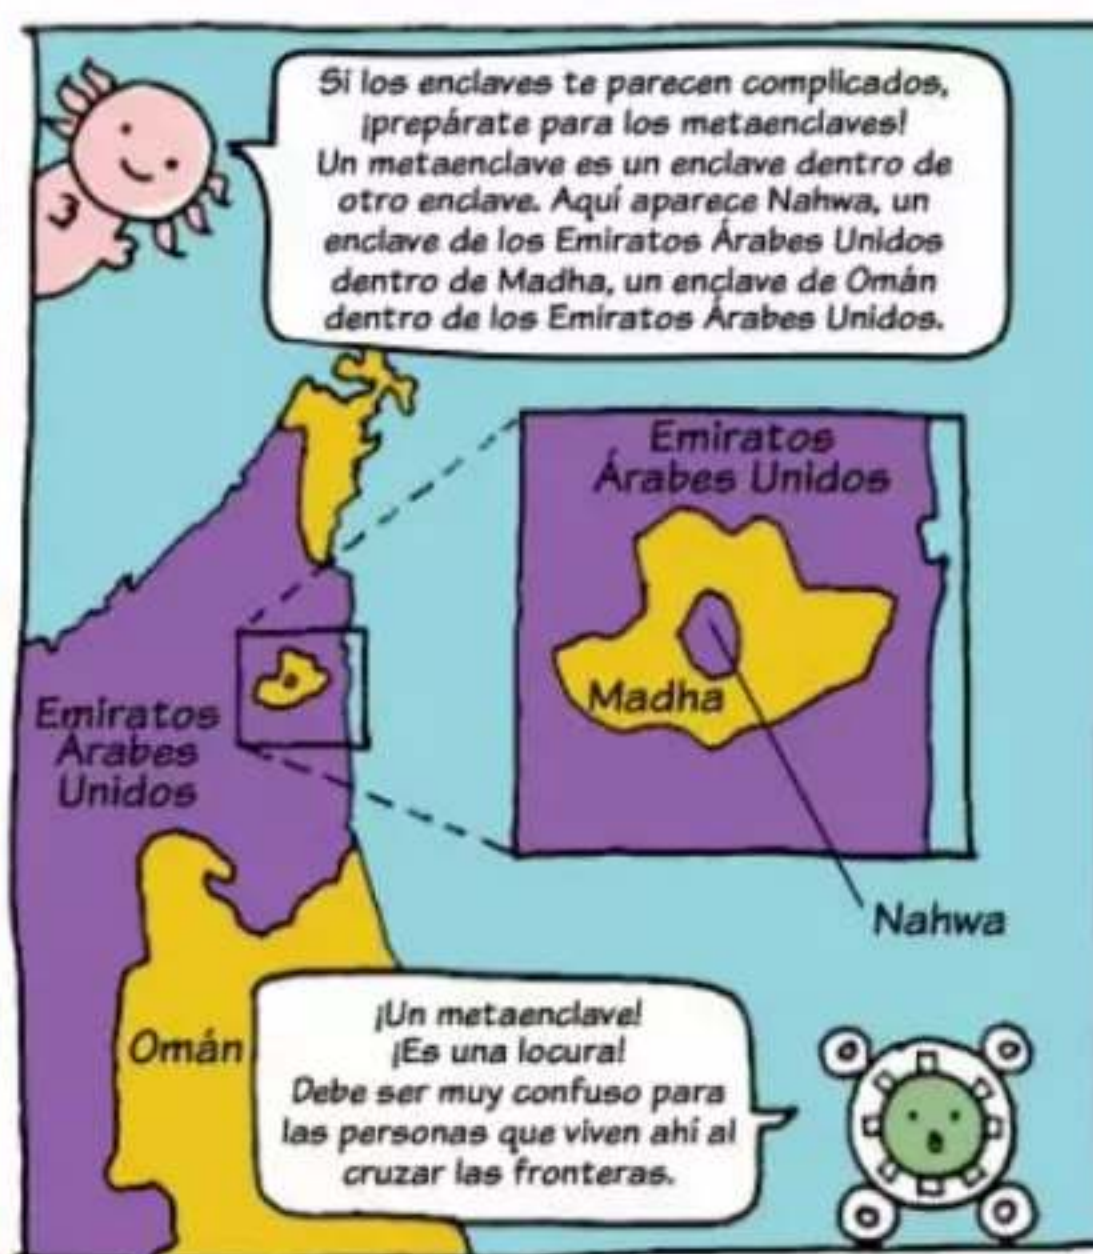 Si los enclaves te parecen complicados,
¡prepárate para los metaenclaves!
Un metaenclave es un enclave dentro de
otro enclave. Aquí aparece Nahwa, un
enclave de los Emiratos Árabes Unidos
dentro de Madha, un enclave de Omán
dentro de los Emiratos Árabes Unidos.
Emiratos
Árabes Unidos
Madha
Nahwa
Emiratos
Árabes
Unidos
Omán
¡Un metaenclave!
¡Es una locura!
Debe ser muy confuso para
las personas que viven ahí al
cruzar las fronteras.